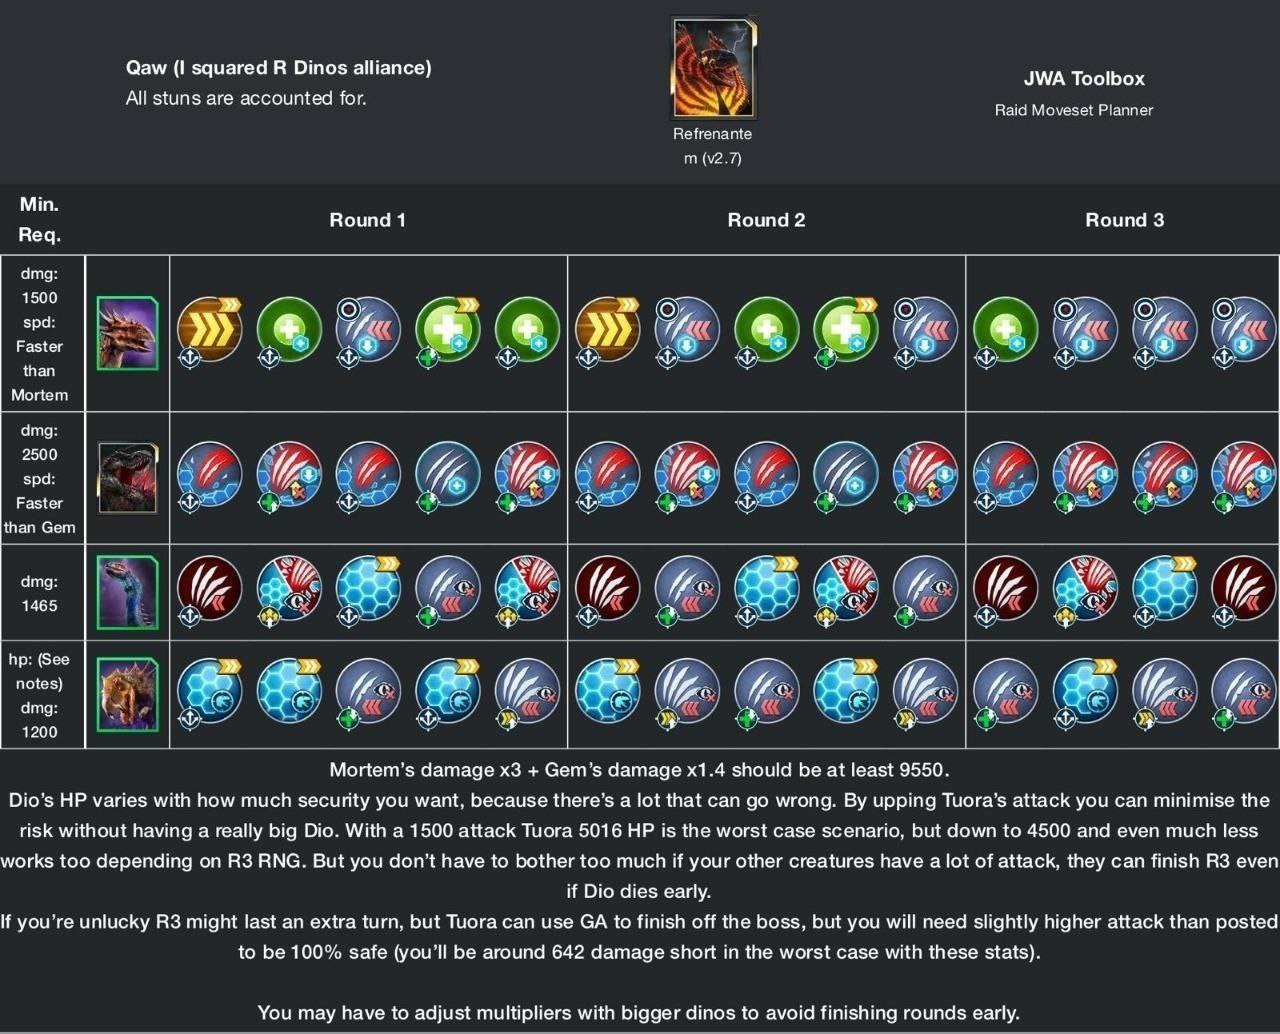 Qaw (I squared R Dinos alliance)
All stuns are accounted for.
Refrenante
m (v2.7)
JWA Toolbox
Raid Moveset Planner
Min.
Req.
Round 1
Round 2
Round 3
dmg:
1500
spd:
Faster
than
Mortem
dmg:
2500
spd:
Faster
than Gem
dmg:
1465
hp: (See
notes)
dmg:
1200
Mortem's damage x3 + Gem's damage x1.4 should be at least 9550.
Dio's HP varies with how much security you want, because there's a lot that can go wrong. By upping Tuora's attack you can minimise the
risk without having a really big Dio. With a 1500 attack Tuora 5016 HP is the worst case scenario, but down to 4500 and even much less
works too depending on R3 RNG. But you don't have to bother too much if your other creatures have a lot of attack, they can finish R3 even
if Dio dies early.
If you're unlucky R3 might last an extra turn, but Tuora can use GA to finish off the boss, but you will need slightly higher attack than posted
to be 100% safe (you'll be around 642 damage short in the worst case with these stats).
You may have to adjust multipliers with bigger dinos to avoid finishing rounds early.